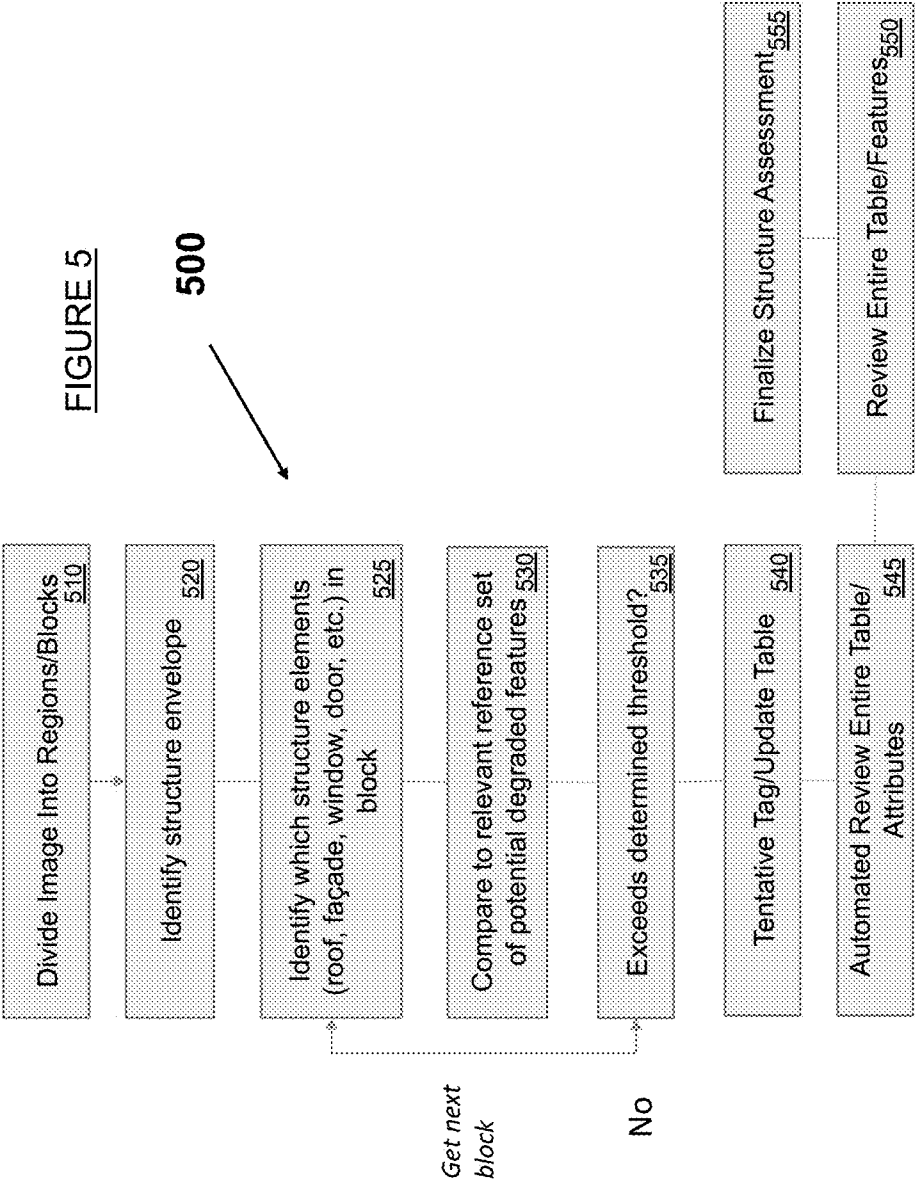 FIGURE 5
500
Divide Image Into Regions/Blocks
510
Identify structure envelope
520
Identify which structure elements
(roof, façade, window, door, etc.) in
block
525
Compare to relevant reference set
of potential degraded features
530
Exceeds determined threshold?
535
Get next
block
No
Tentative Tag/Update Table
540
Automated Review Entire Table/
Attributes
545
Review Entire Table/Features
550
Finalize Structure Assessment
555